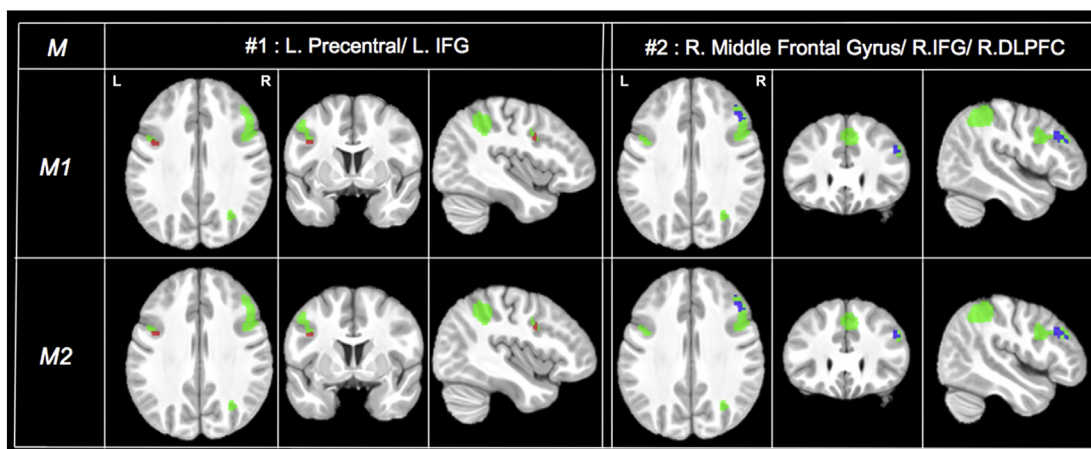 M #1 : L. Precentral/ L. IFG #2 : R. Middle Frontal Gyrus/ R.IFG/ R.DLPFC
L R L R
M1
M2